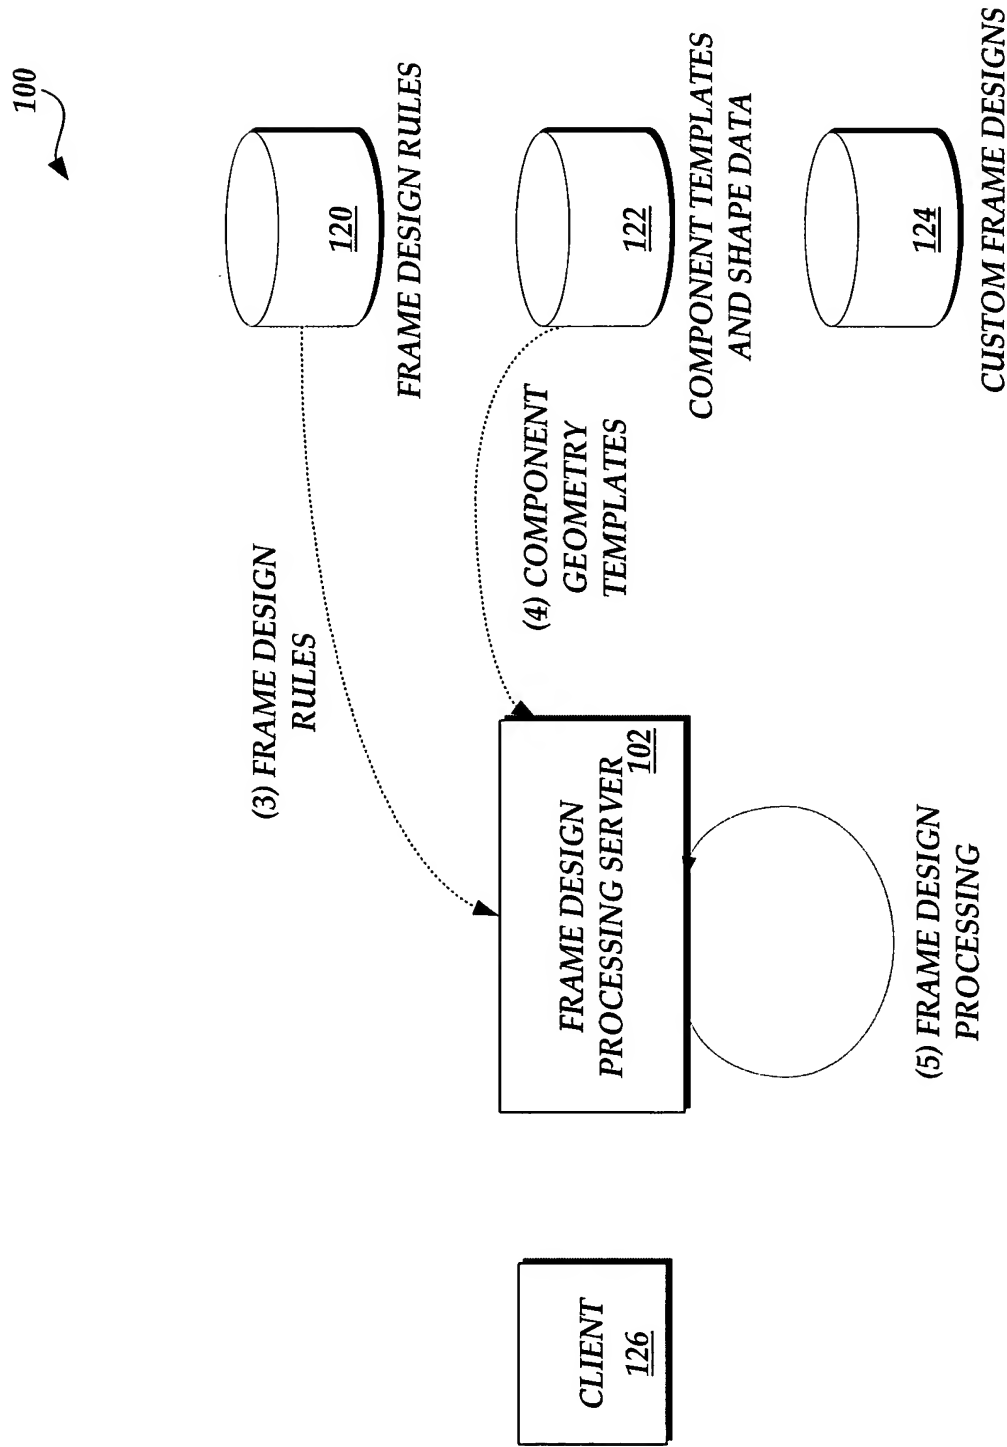 100
120
FRAME DESIGN RULES
(3) FRAME DESIGN
RULES
122
COMPONENT TEMPLATES
AND SHAPE DATA
(4) COMPONENT
GEOMETRY
TEMPLATES
124
CUSTOM FRAME DESIGNS
FRAME DESIGN
PROCESSING SERVER
102
(5) FRAME DESIGN
PROCESSING
CLIENT
126